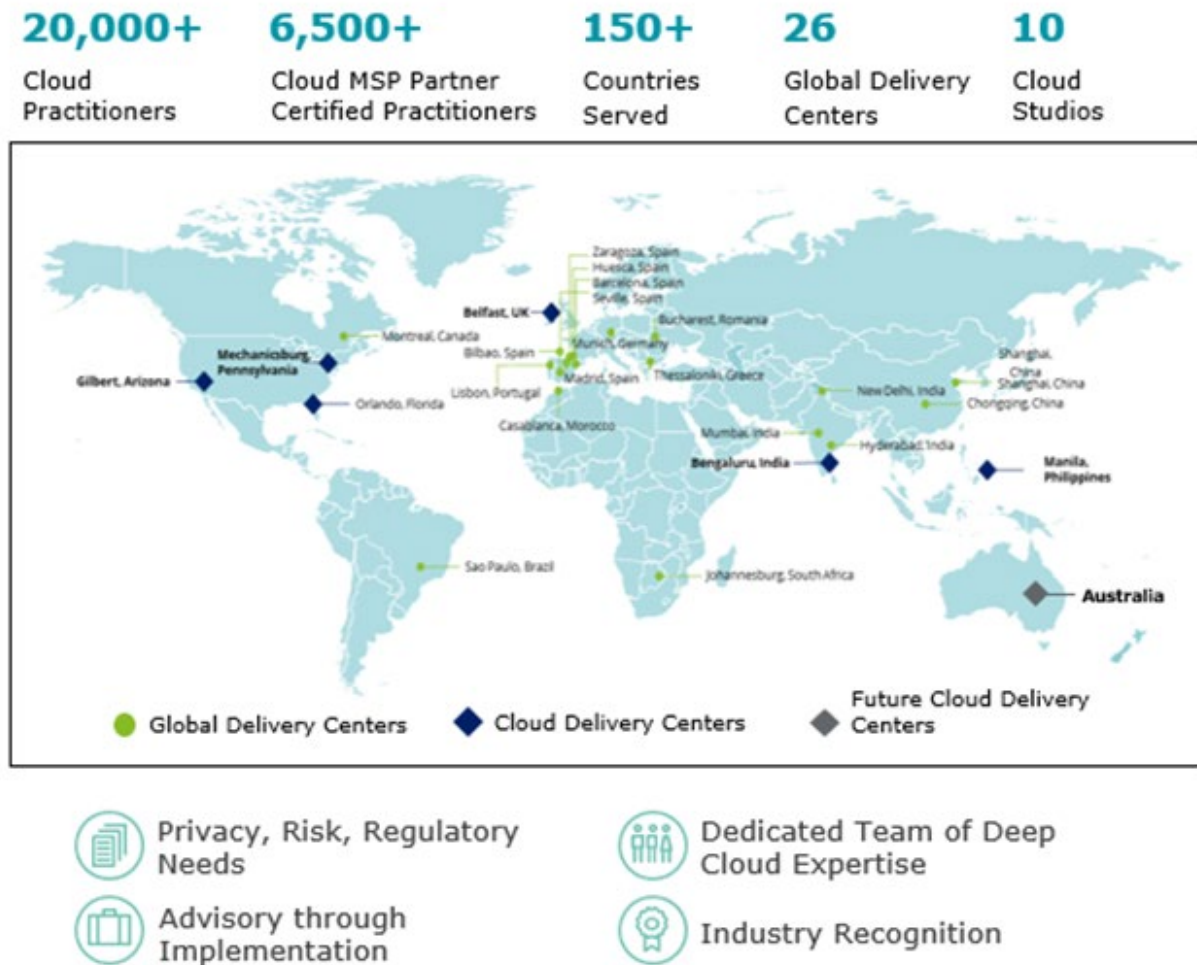 20,000+
6,500+
150+
26
10
Cloud
Practitioners
Cloud MSP Partner
Certified Practitioners
Countries
Served
Global Delivery
Centers
Cloud
Studios
Zaragoza, Spain
Huesca, Spain
Barcelona, Spain
Seville, Spain
Belfast, UK
Bucharest, Romania
Montreal, Canada
Munich, Germany
Bilbao, Spain
Mechanicsburg,
Pennsylvania
Shanghai,
China
Gilbert, Arizona
Madrid, Spain
Thessaloniki, Greece
Shanghai, China
Lisbon, Portugal
New Delhi, India
Orlando, Florida
Chongqing, China
Casablanca, Morocco
Mumbai, India
Hyderabad, India
Bengaluru, India
Manila,
Philippines
Sao Paulo, Brazil
Johannesburg, South Africa
Australia
Global Delivery Centers
Cloud Delivery Centers
Future Cloud Delivery
Centers
Privacy, Risk, Regulatory
Needs
Dedicated Team of Deep
Cloud Expertise
Advisory through
Implementation
Industry Recognition